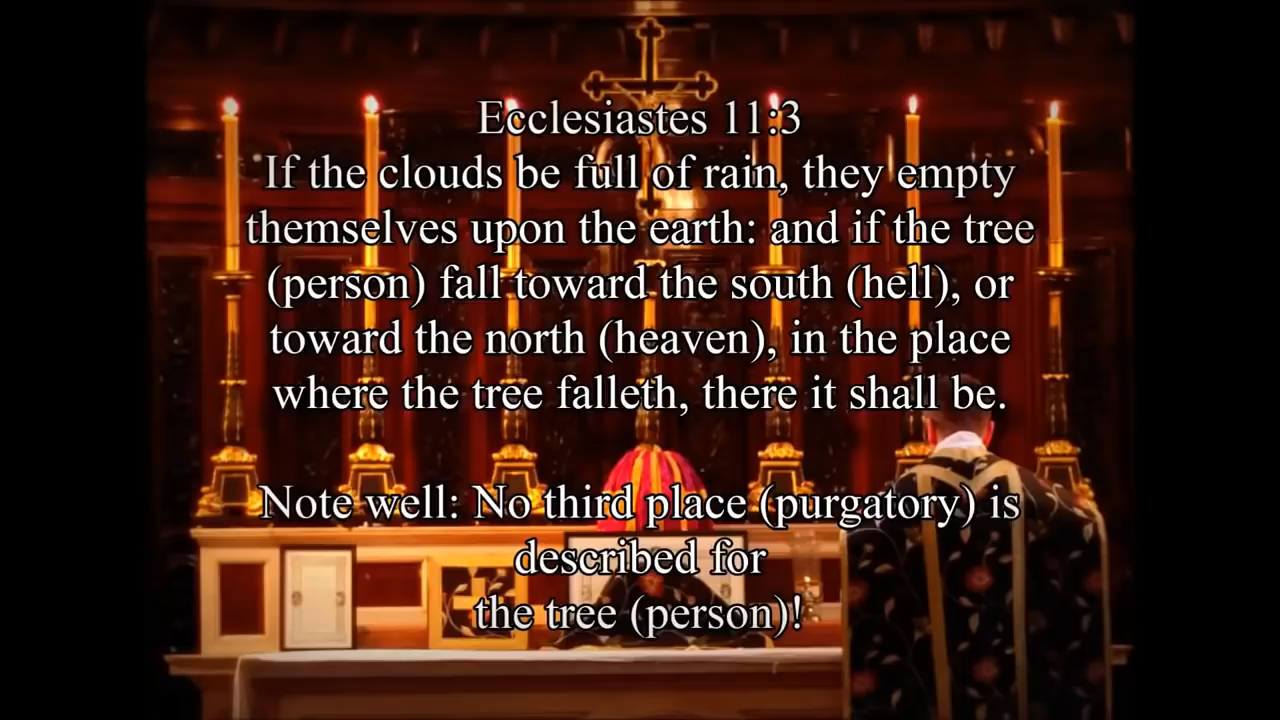 Ecclesiastes 11:3
If the clouds be full of rain, they empty
themselves upon the earth: and if the tree
(person) fall toward the south (hell), or
toward the north (heaven), in the place
where the tree falleth, there it shall be.
Note well: No third place (purgatory) is
described for
the tree (person)!